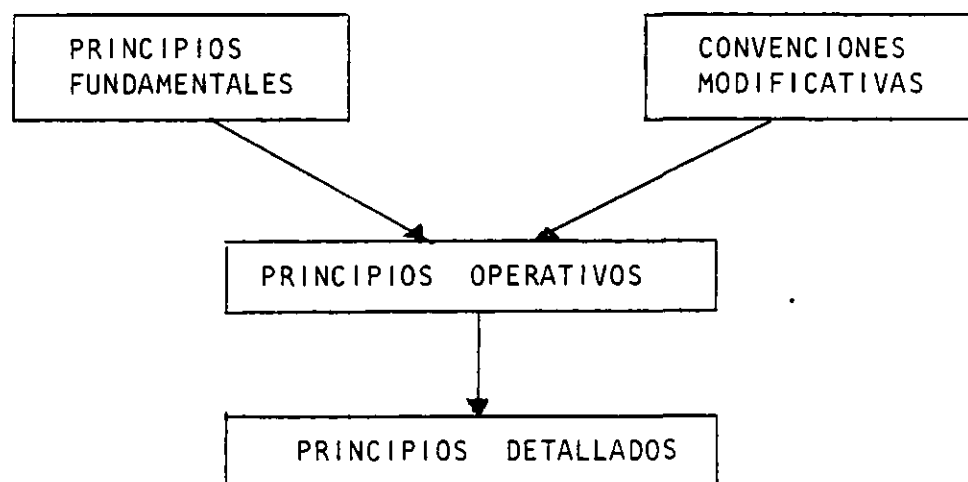 PRINCIPIOS
FUNDAMENTALES
CONVENCIONES
MODIFICATIVAS
PRINCIPIOS OPERATIVOS
PRINCIPIOS DETALLADOS